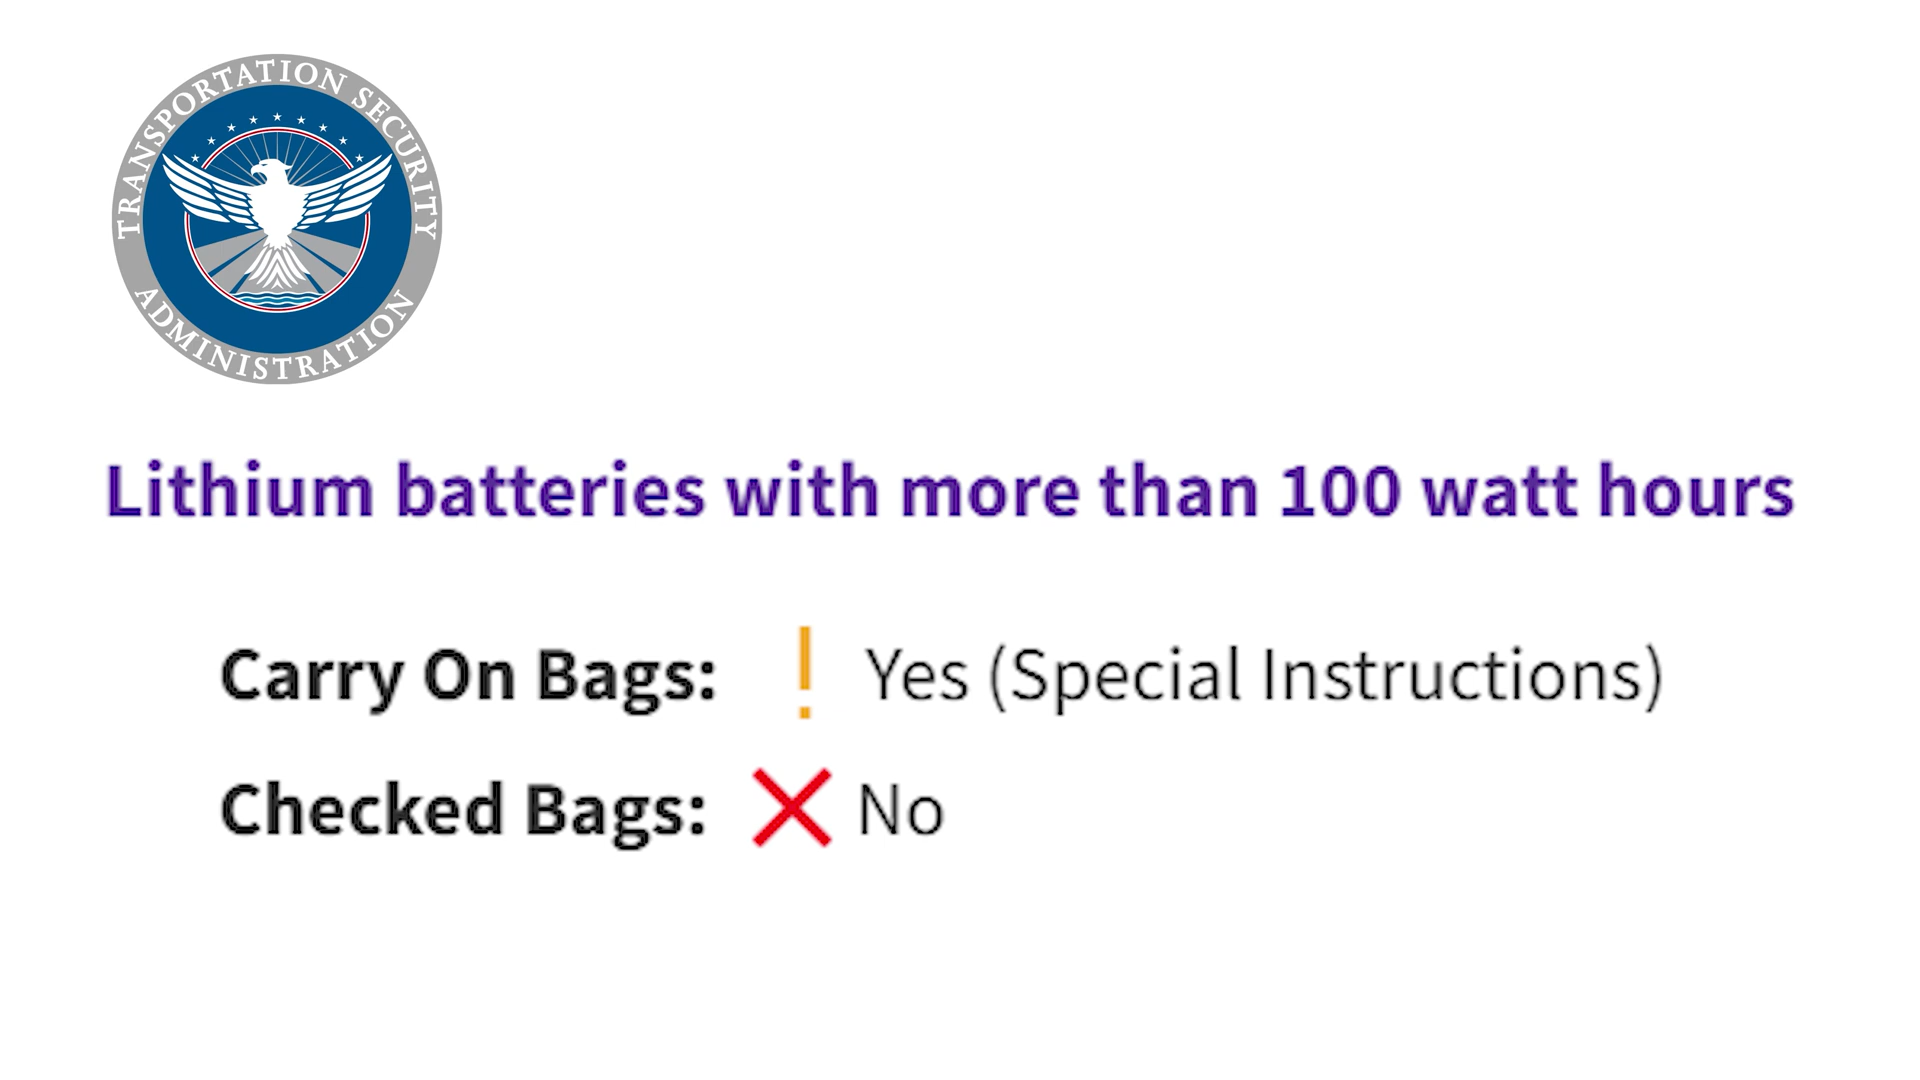 TRANSPORTATION SECURITY
ADMINISTRATION
Lithium batteries with more than 100 watt hours
Carry On Bags: ! Yes (Special Instructions)
Checked Bags: No